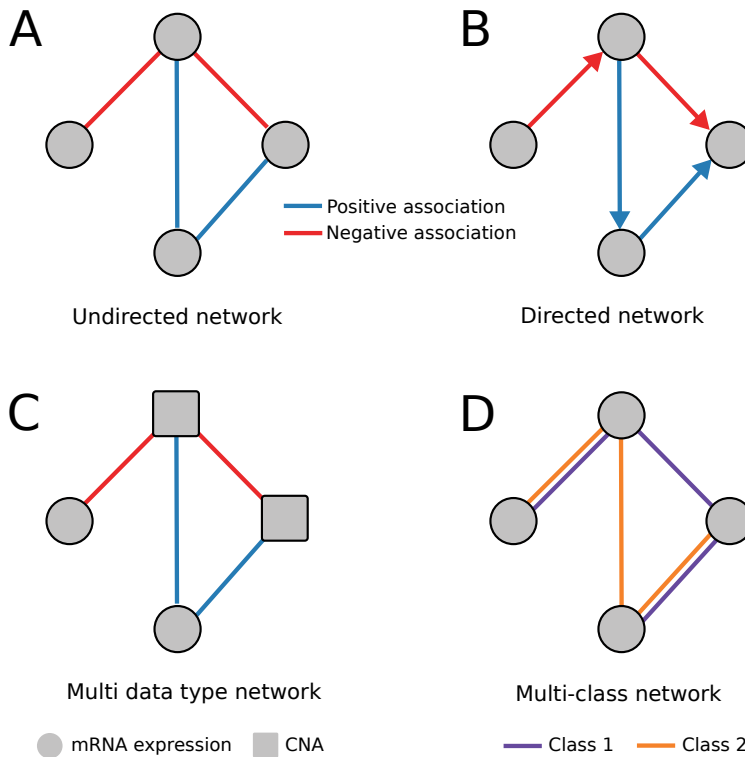 A
B
Positive association
Negative association
Undirected network
Directed network
C
D
Multi data type network
Multi-class network
mRNA expression
CNA
Class 1
Class 2